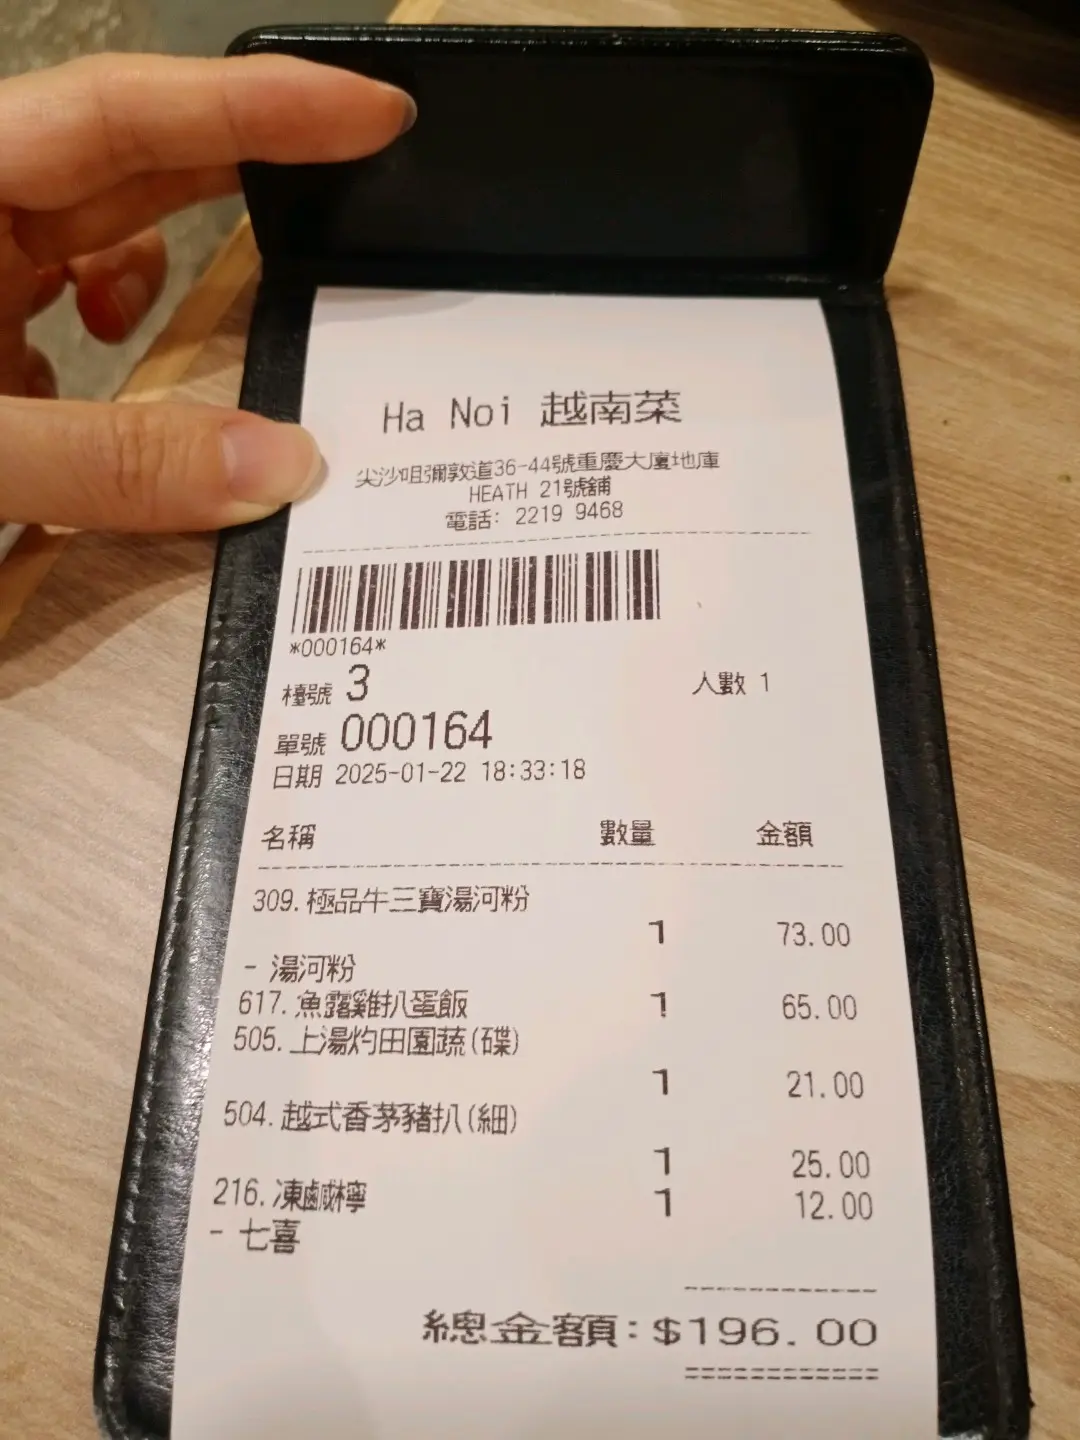 Ha Noi 越南菜
尖沙咀彌敦道36-44號重慶大廈地庫
HEATH 21號舖
電話: 2219 9468
*000164*
檯號 3 人數 1
單號 000164
日期 2025-01-22 18:33:18
名稱 數量 金額
309.極品牛三寶湯河粉
1 73.00
- 湯河粉
617.魚露雞扒蛋飯 1 65.00
505.上湯灼田園蔬(碟)
1 21.00
504.越式香茅豬扒(細)
1 25.00
216.凍鹹檸 1 12.00
- 七喜
總金額:$196.00